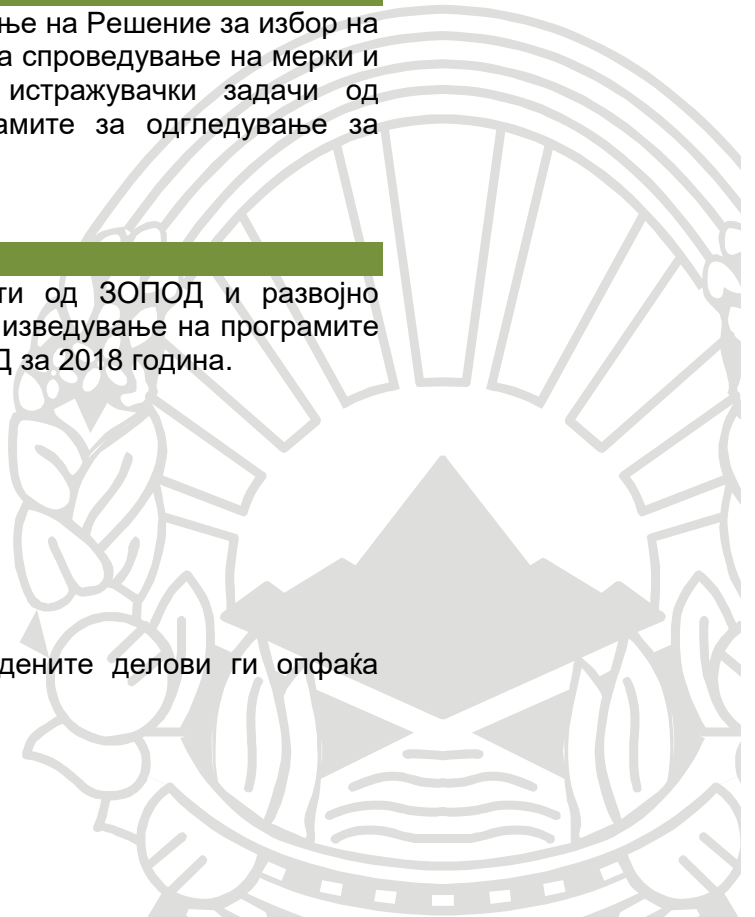 ње на Решение за избор на
а спроведување на мерки и
истражувачки задачи од
амите за одгледување за
ти од ЗОПОД и развојно
изведување на програмите
Д за 2018 година.
дените делови ги опфаќа